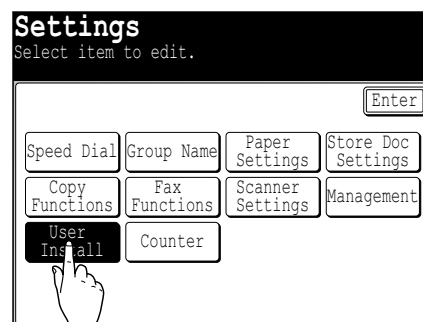 Settings
Select item to edit.
Enter
Speed Dial
Group Name
Paper
Settings
Store Doc
Settings
Copy
Functions
Fax
Functions
Scanner
Settings
Management
User
Install
Counter